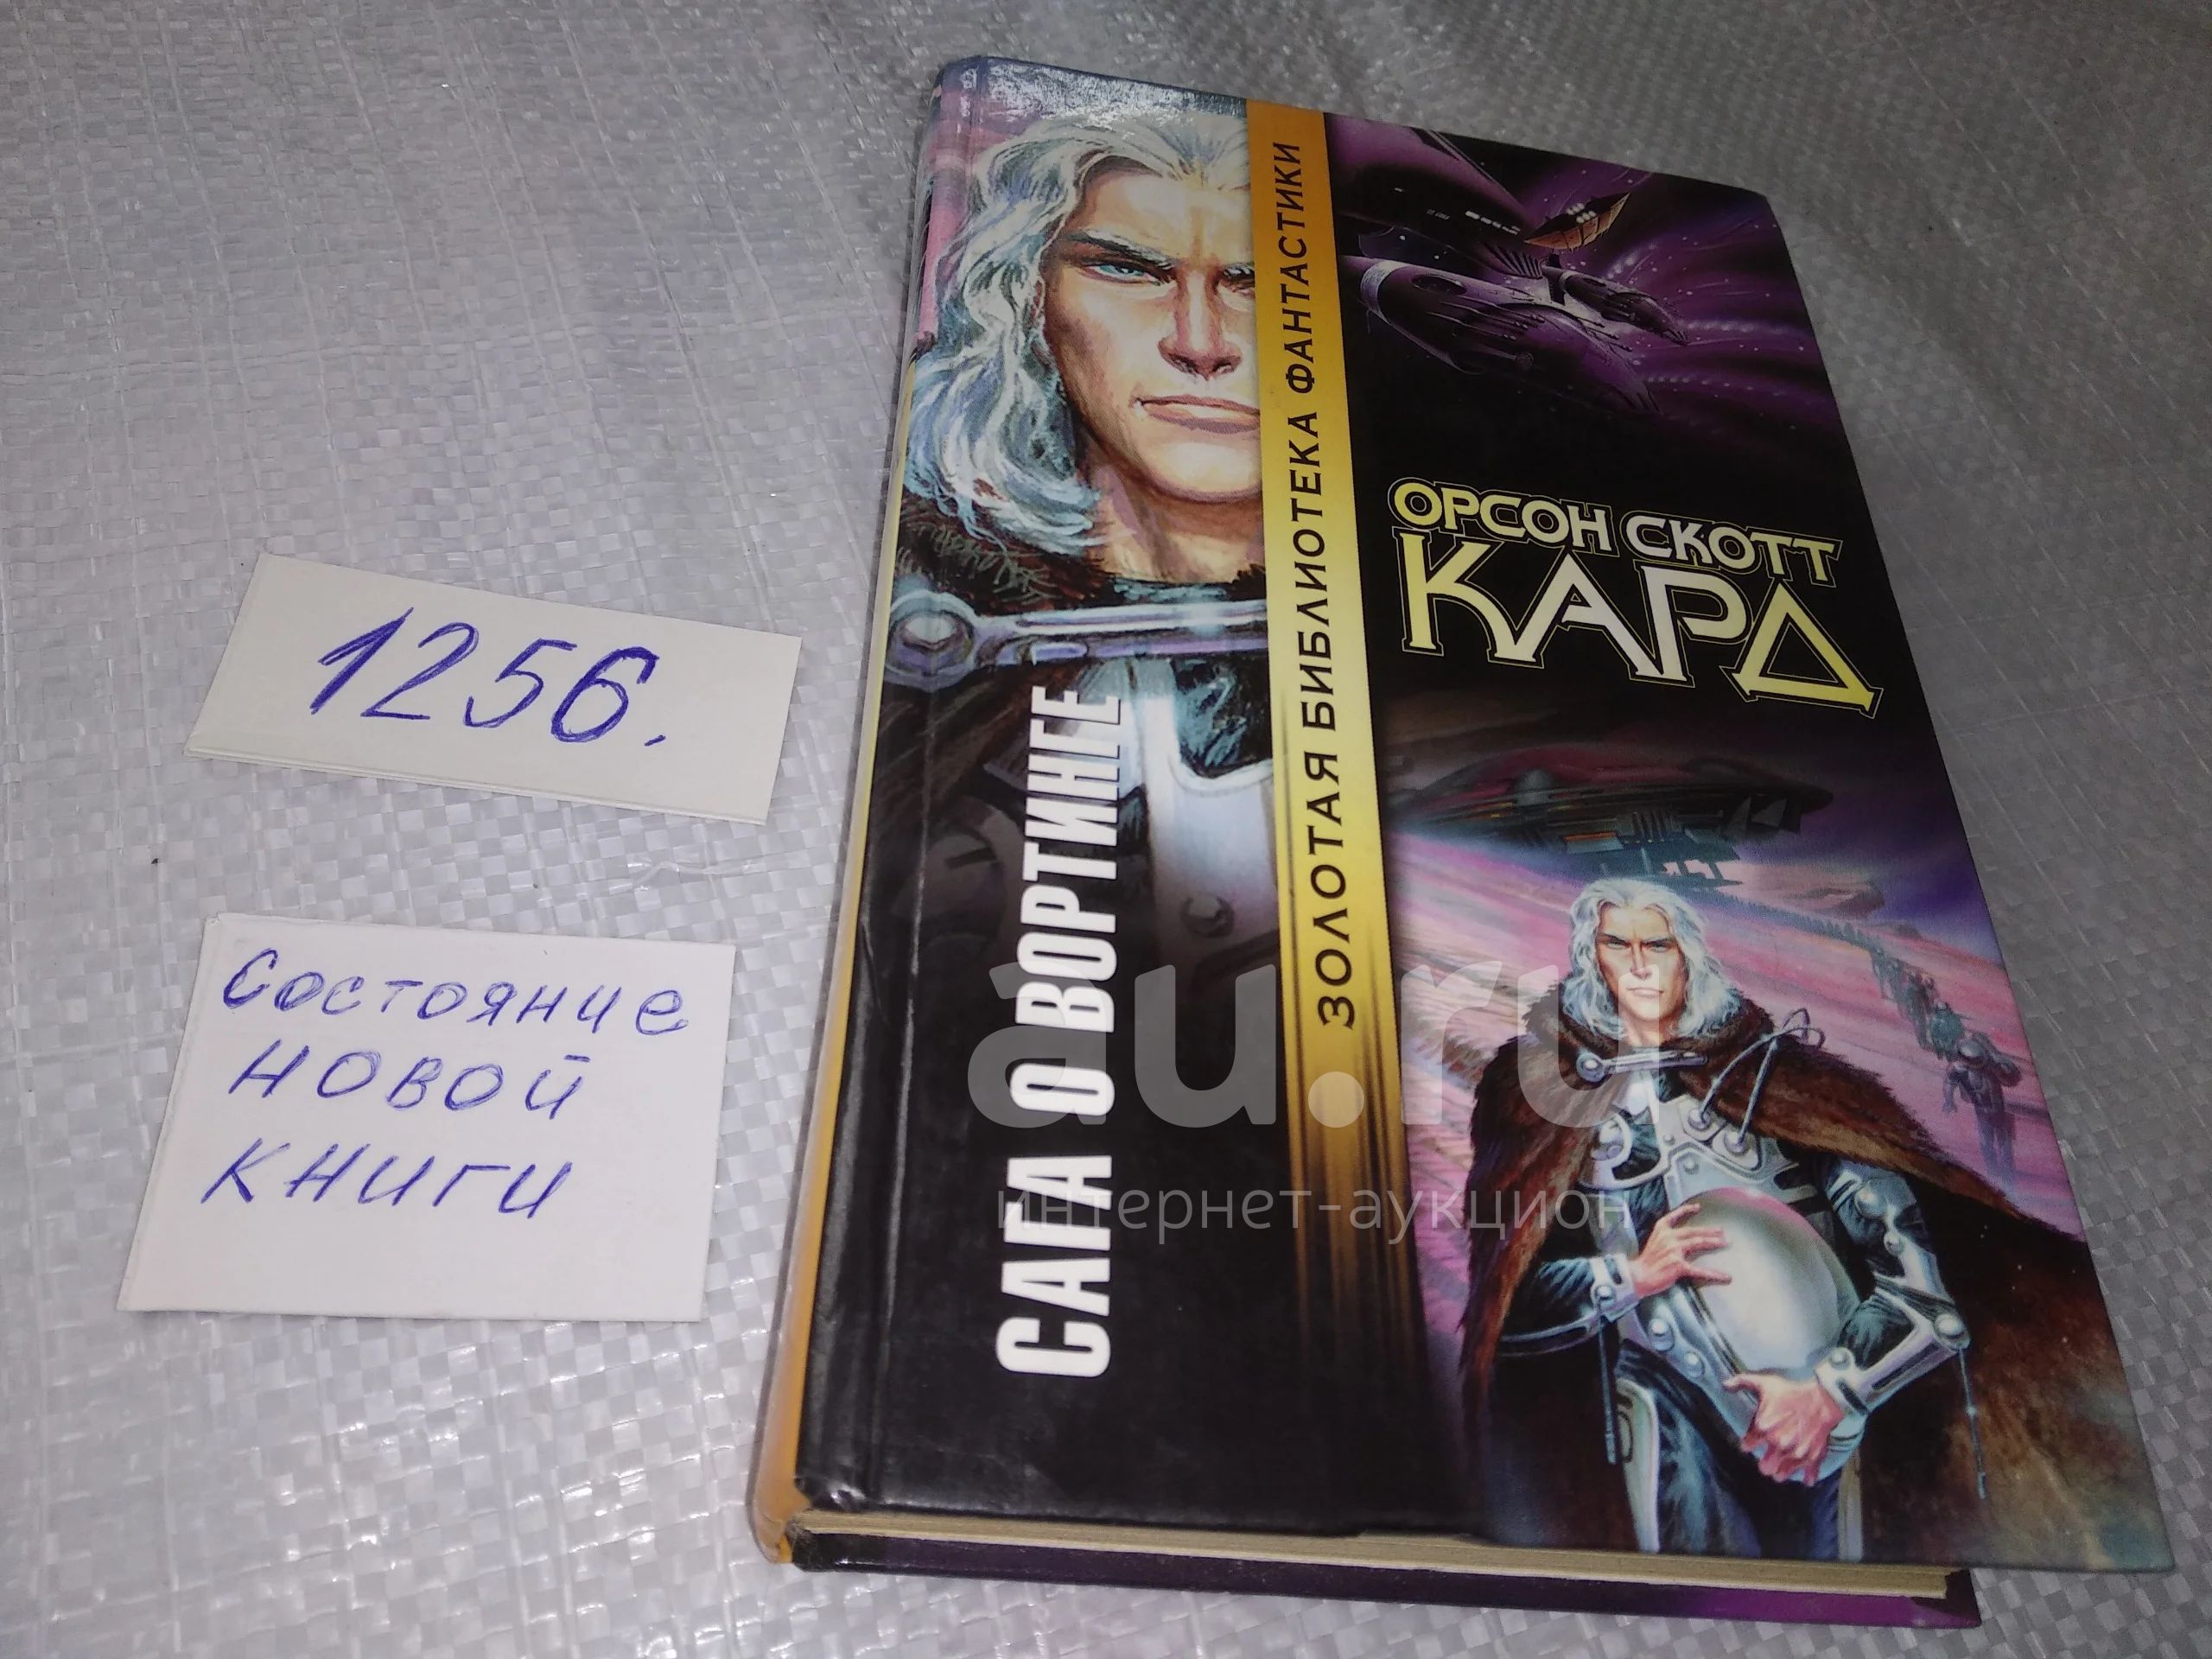 1256.
Состояние
новой
книги
САГА О ВОРТИНГЕ
ЗОЛОТАЯ БИБЛИОТЕКА ФАНТАСТИКИ
ОРСОН СКОТТ
КАРД
au.ru
интернет-аукцион